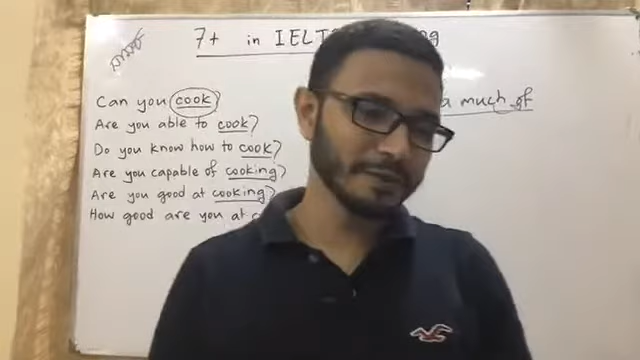 7+ in IELTS
Can you cook?
Are you able to cook?
Do you know how to cook?
Are you capable of cooking?
Are you good at cooking?
How good are you at
a much of